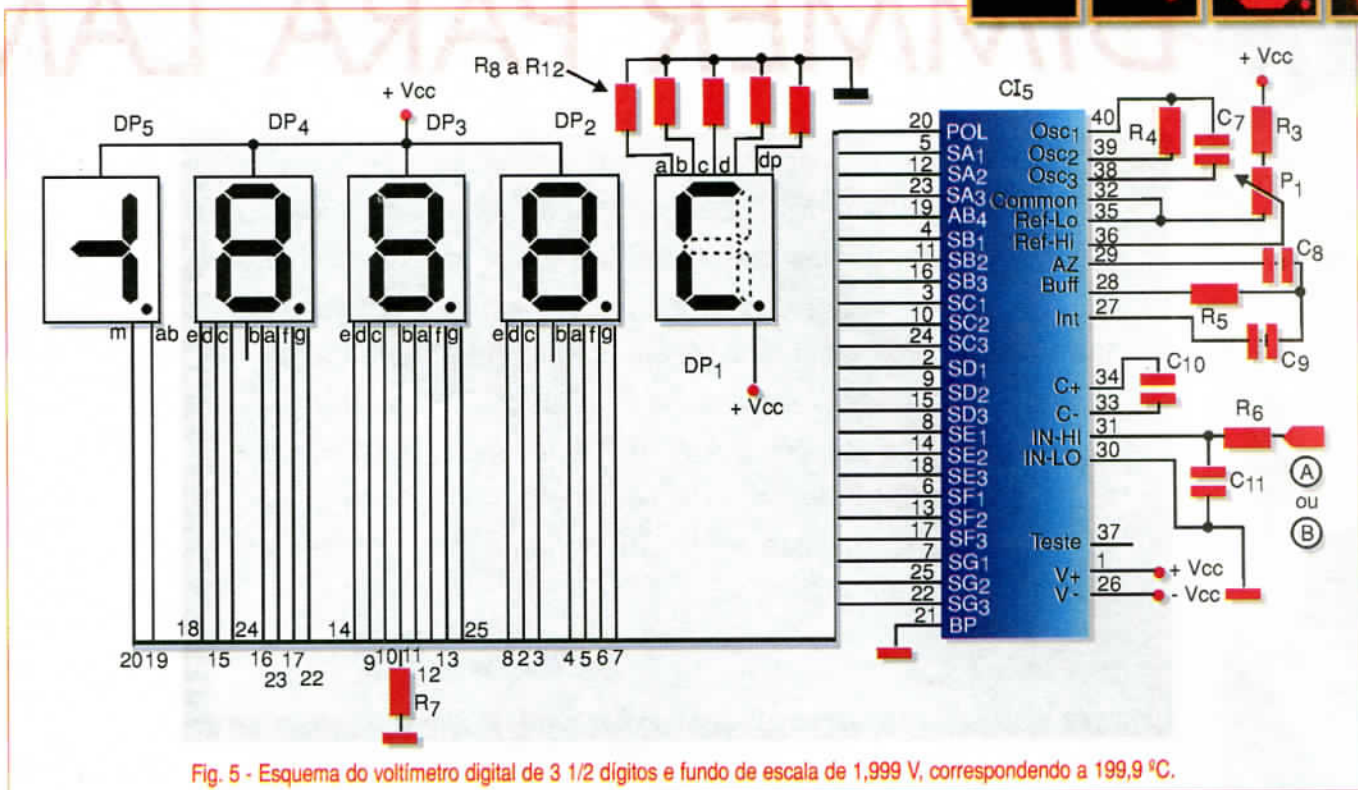 DIMMER PARA LAM
R8 a R12
+ Vcc
DP5
DP4
DP3
DP2
a b c d dp
m ab
e d c b a f g
e d c b a f g
e d c b a f g
DP1
+ Vcc
20 19
18 15 24 16 23 17 22
14 9 10 11 12 13 25
8 2 3 4 5 6 7
R7
CI5
20 POL
5 SA1
12 SA2
23 SA3
19 AB4
4 SB1
11 SB2
16 SB3
3 SC1
10 SC2
24 SC3
2 SD1
9 SD2
15 SD3
8 SE1
14 SE2
18 SE3
6 SF1
13 SF2
17 SF3
7 SG1
25 SG2
22 SG3
21 BP
Osc1 40
Osc2 39
Osc3 38
Common 32
Ref-Lo 35
Ref-Hi 36
AZ 29
Buff 28
Int 27
C+ 34
C- 33
IN-HI 31
IN-LO 30
Teste 37
V+ 1
V- 26
R4
C7
+ Vcc
R3
P1
C8
R5
C9
C10
R6
C11
A
ou
B
+ Vcc
- Vcc
Fig. 5 - Esquema do voltímetro digital de 3 1/2 dígitos e fundo de escala de 1,999 V, correspondendo a 199,9 ºC.